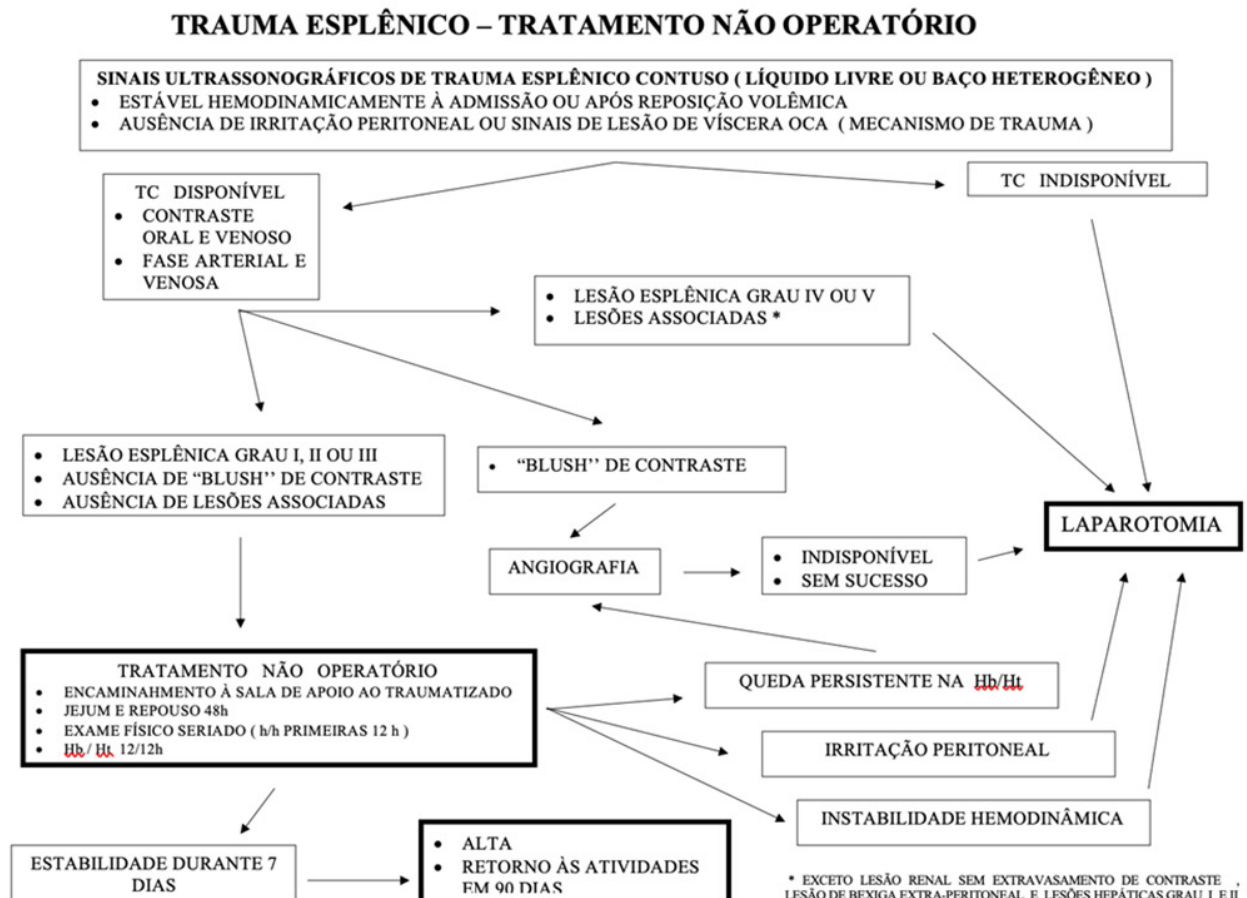 TRAUMA ESPLÊNICO – TRATAMENTO NÃO OPERATÓRIO
SINAIS ULTRASSONOGRÁFICOS DE TRAUMA ESPLÊNICO CONTUSO ( LÍQUIDO LIVRE OU BAÇO HETEROGÊNEO )
• ESTÁVEL HEMODINAMICAMENTE À ADMISSÃO OU APÓS REPOSIÇÃO VOLÊMICA
• AUSÊNCIA DE IRRITAÇÃO PERITONEAL OU SINAIS DE LESÃO DE VÍSCERA OCA ( MECANISMO DE TRAUMA )
TC DISPONÍVEL
• CONTRASTE
ORAL E VENOSO
• FASE ARTERIAL E
VENOSA
TC INDISPONÍVEL
• LESÃO ESPLÊNICA GRAU IV OU V
• LESÕES ASSOCIADAS *
• LESÃO ESPLÊNICA GRAU I, II OU III
• AUSÊNCIA DE “BLUSH’’ DE CONTRASTE
• AUSÊNCIA DE LESÕES ASSOCIADAS
• “BLUSH’’ DE CONTRASTE
LAPAROTOMIA
ANGIOGRAFIA
• INDISPONÍVEL
• SEM SUCESSO
TRATAMENTO NÃO OPERATÓRIO
• ENCAMINAHMENTO À SALA DE APOIO AO TRAUMATIZADO
• JEJUM E REPOUSO 48h
• EXAME FÍSICO SERIADO ( h/h PRIMEIRAS 12 h )
• Hb / Ht 12/12h
QUEDA PERSISTENTE NA Hb/Ht
IRRITAÇÃO PERITONEAL
INSTABILIDADE HEMODINÂMICA
ESTABILIDADE DURANTE 7
DIAS
• ALTA
• RETORNO ÀS ATIVIDADES
EM 90 DIAS
* EXCETO LESÃO RENAL SEM EXTRAVASAMENTO DE CONTRASTE ,
LESÃO DE BEXIGA EXTRA-PERITONEAL E LESÕES HEPÁTICAS GRAU I E II